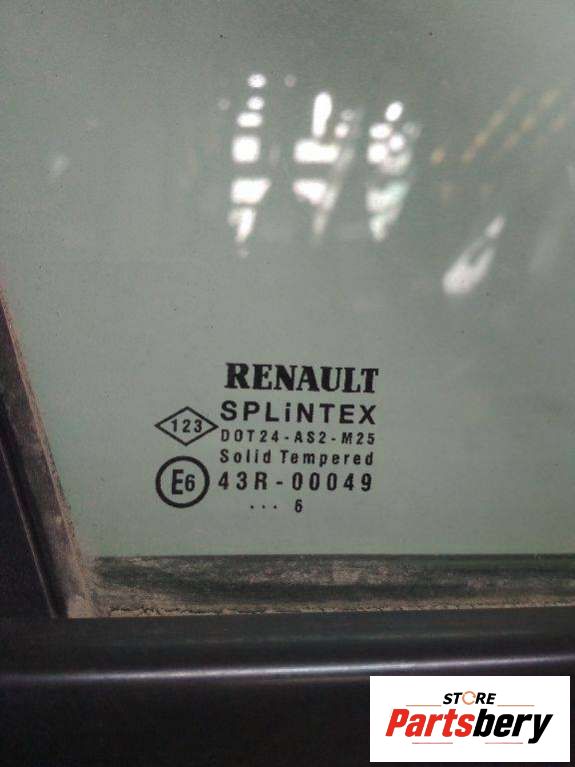 RENAULT
SPLiNTEX
123
DOT24-AS2-M25
Solid Tempered
E6
43R-00049
... 6
STORE
Partsbery